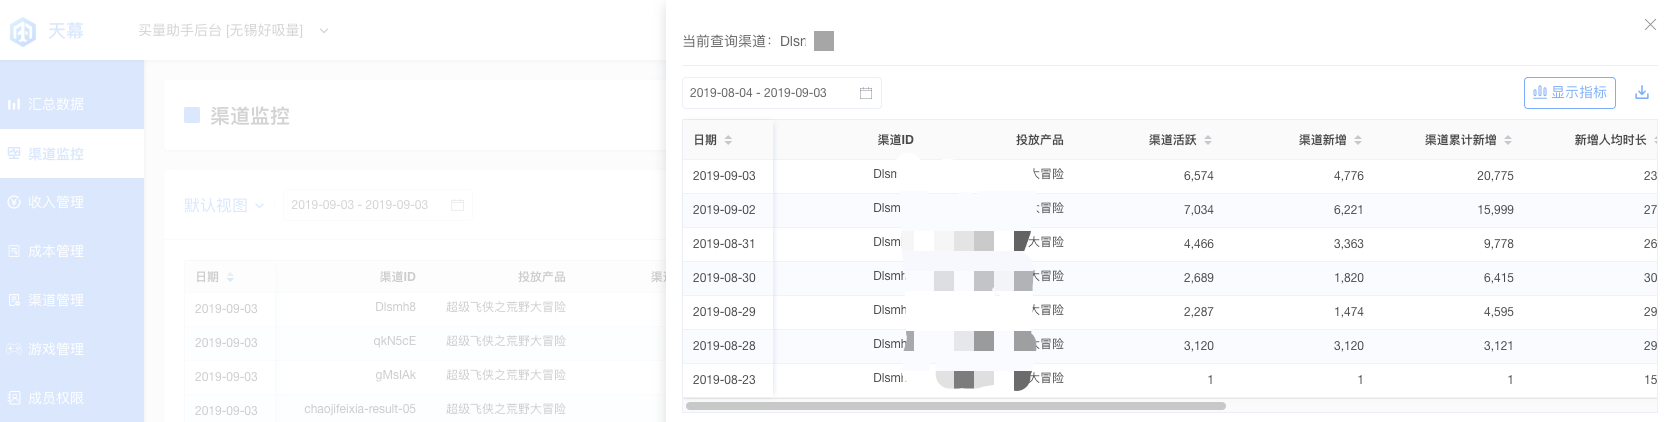 天幕
买量助手后台 [无锡好吸量]
汇总数据
渠道监控
收入管理
成本管理
渠道管理
游戏管理
成员权限
渠道监控
默认视图 2019-09-03 - 2019-09-03
日期 渠道ID 投放产品
2019-09-03 Dlsmh8 超级飞侠之荒野大冒险
2019-09-03 qkN5cE 超级飞侠之荒野大冒险
2019-09-03 gMslAk 超级飞侠之荒野大冒险
2019-09-03 chaojifeixia-result-05 超级飞侠之荒野大冒险
当前查询渠道：Dlsm
2019-08-04 - 2019-09-03
显示指标
日期 渠道ID 投放产品 渠道活跃 渠道新增 渠道累计新增 新增人均时长
2019-09-03 Dlsm 大冒险 6,574 4,776 20,775 23
2019-09-02 Dlsm 大冒险 7,034 6,221 15,999 27
2019-08-31 Dlsm 大冒险 4,466 3,363 9,778 26
2019-08-30 Dlsmh 大冒险 2,689 1,820 6,415 30
2019-08-29 Dlsmh 大冒险 2,287 1,474 4,595 29
2019-08-28 Dlsmh 大冒险 3,120 3,120 3,121 29
2019-08-23 Dlsm 大冒险 1 1 1 15